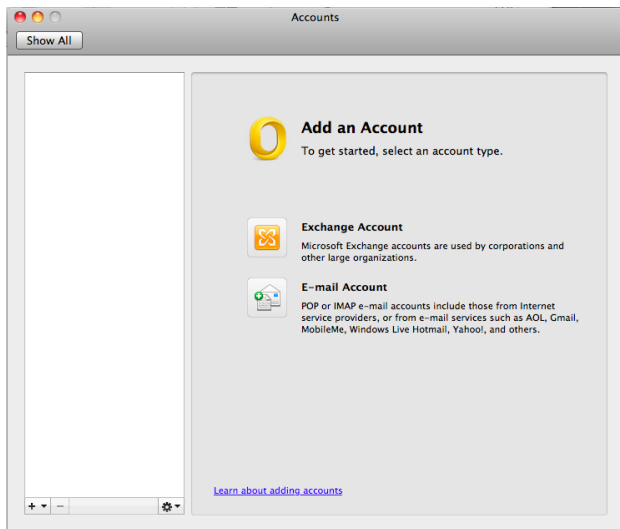 Accounts
Show All
Add an Account
To get started, select an account type.
Exchange Account
Microsoft Exchange accounts are used by corporations and
other large organizations.
E-mail Account
POP or IMAP e-mail accounts include those from Internet
service providers, or from e-mail services such as AOL, Gmail,
MobileMe, Windows Live Hotmail, Yahoo!, and others.
Learn about adding accounts